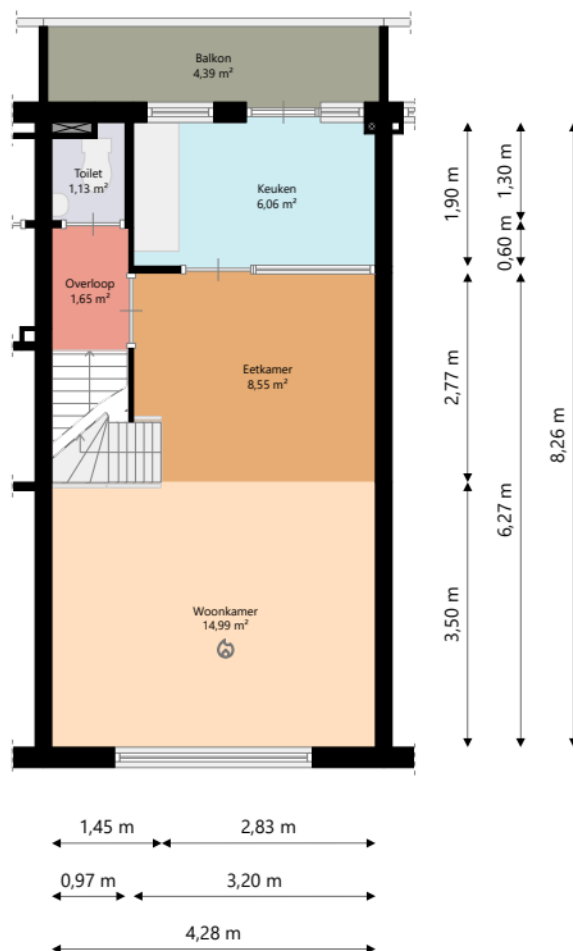 Balkon
4,39 m²
Toilet
1,13 m²
Keuken
6,06 m²
1,90 m
1,30 m
0,60 m
Overloop
1,65 m²
Eetkamer
8,55 m²
2,77 m
8,26 m
6,27 m
3,50 m
Woonkamer
14,99 m²
1,45 m
2,83 m
0,97 m
3,20 m
4,28 m